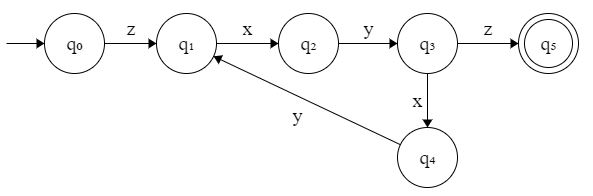 q₀ z q₁ x q₂ y q₃ z q₅
x
y
q₄